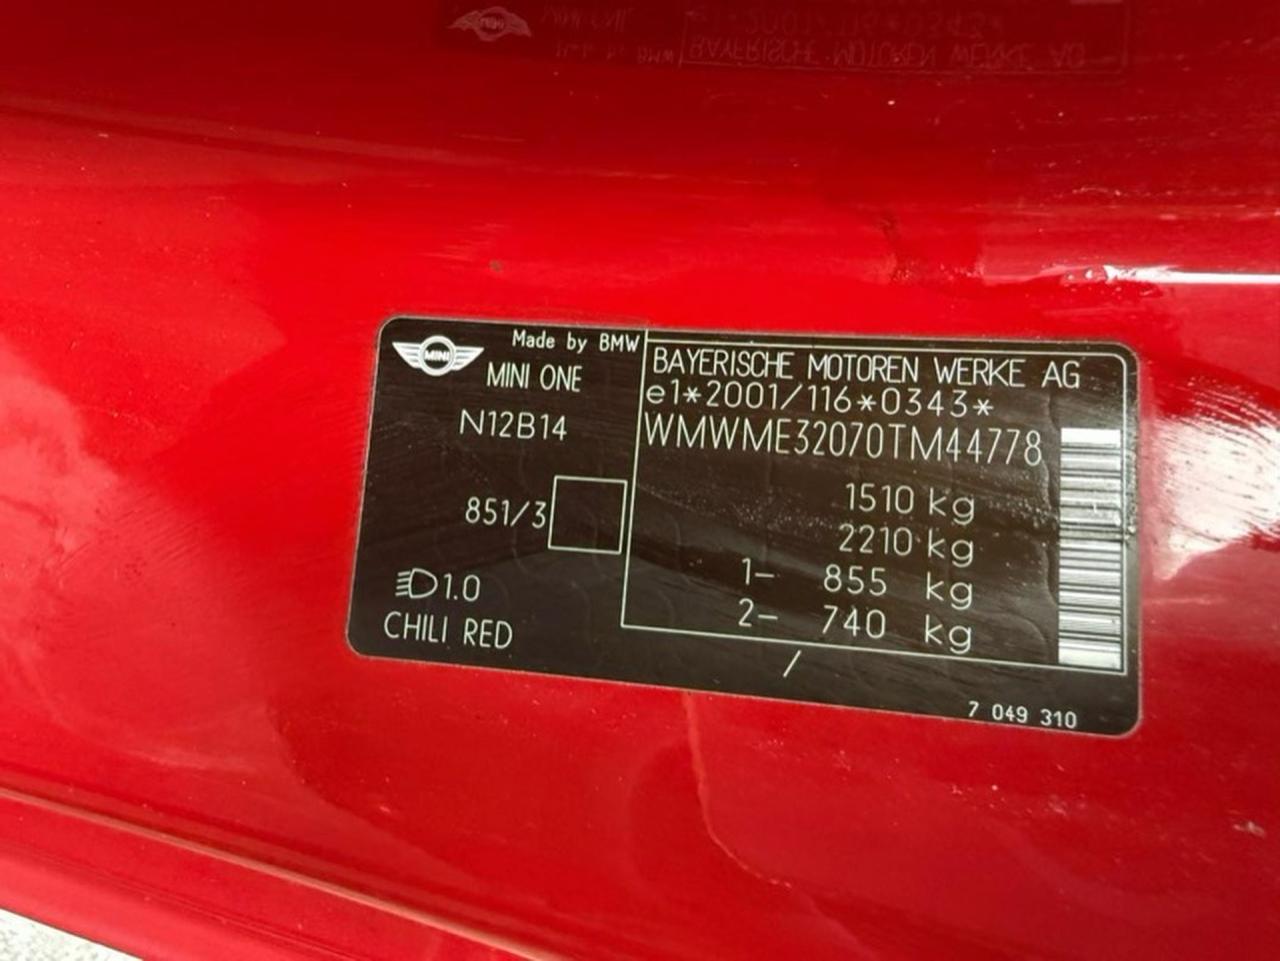 MINI
Made by BMW
MINI ONE
N12B14
851/3
1.0
CHILI RED
BAYERISCHE MOTOREN WERKE AG
e1*2001/116*0343*
WMWME32070TM44778
1510 kg
2210 kg
1- 855 kg
2- 740 kg
/
7 049 310